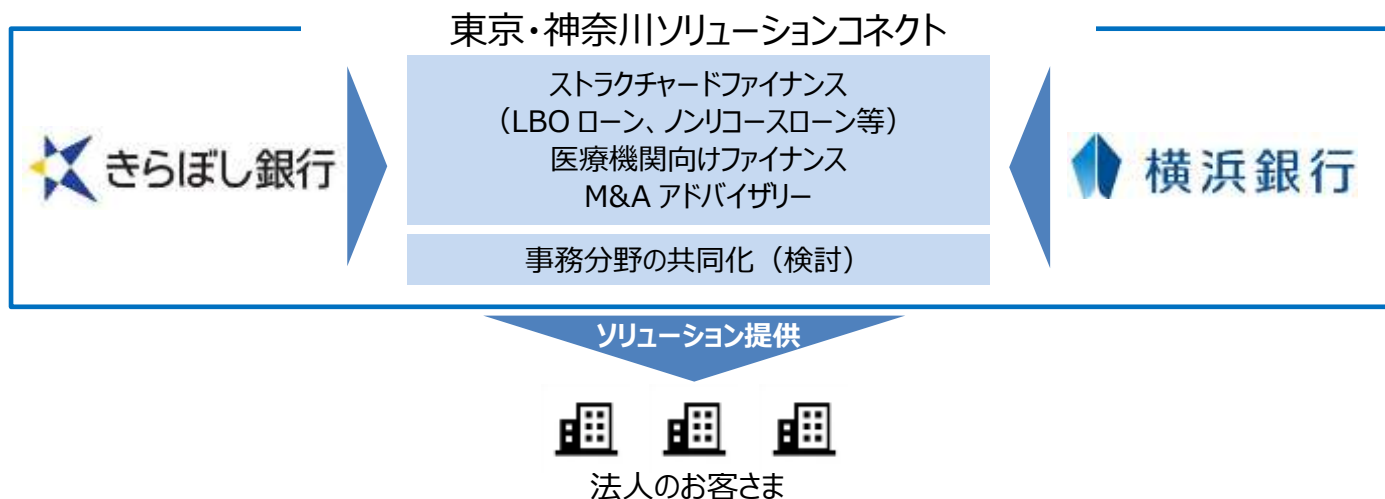 東京・神奈川ソリューションコネクト
ストラクチャードファイナンス
（LBO ローン、ノンリコースローン等）
医療機関向けファイナンス
M&A アドバイザリー
きらぼし銀行
横浜銀行
事務分野の共同化（検討）
ソリューション提供
法人のお客さま